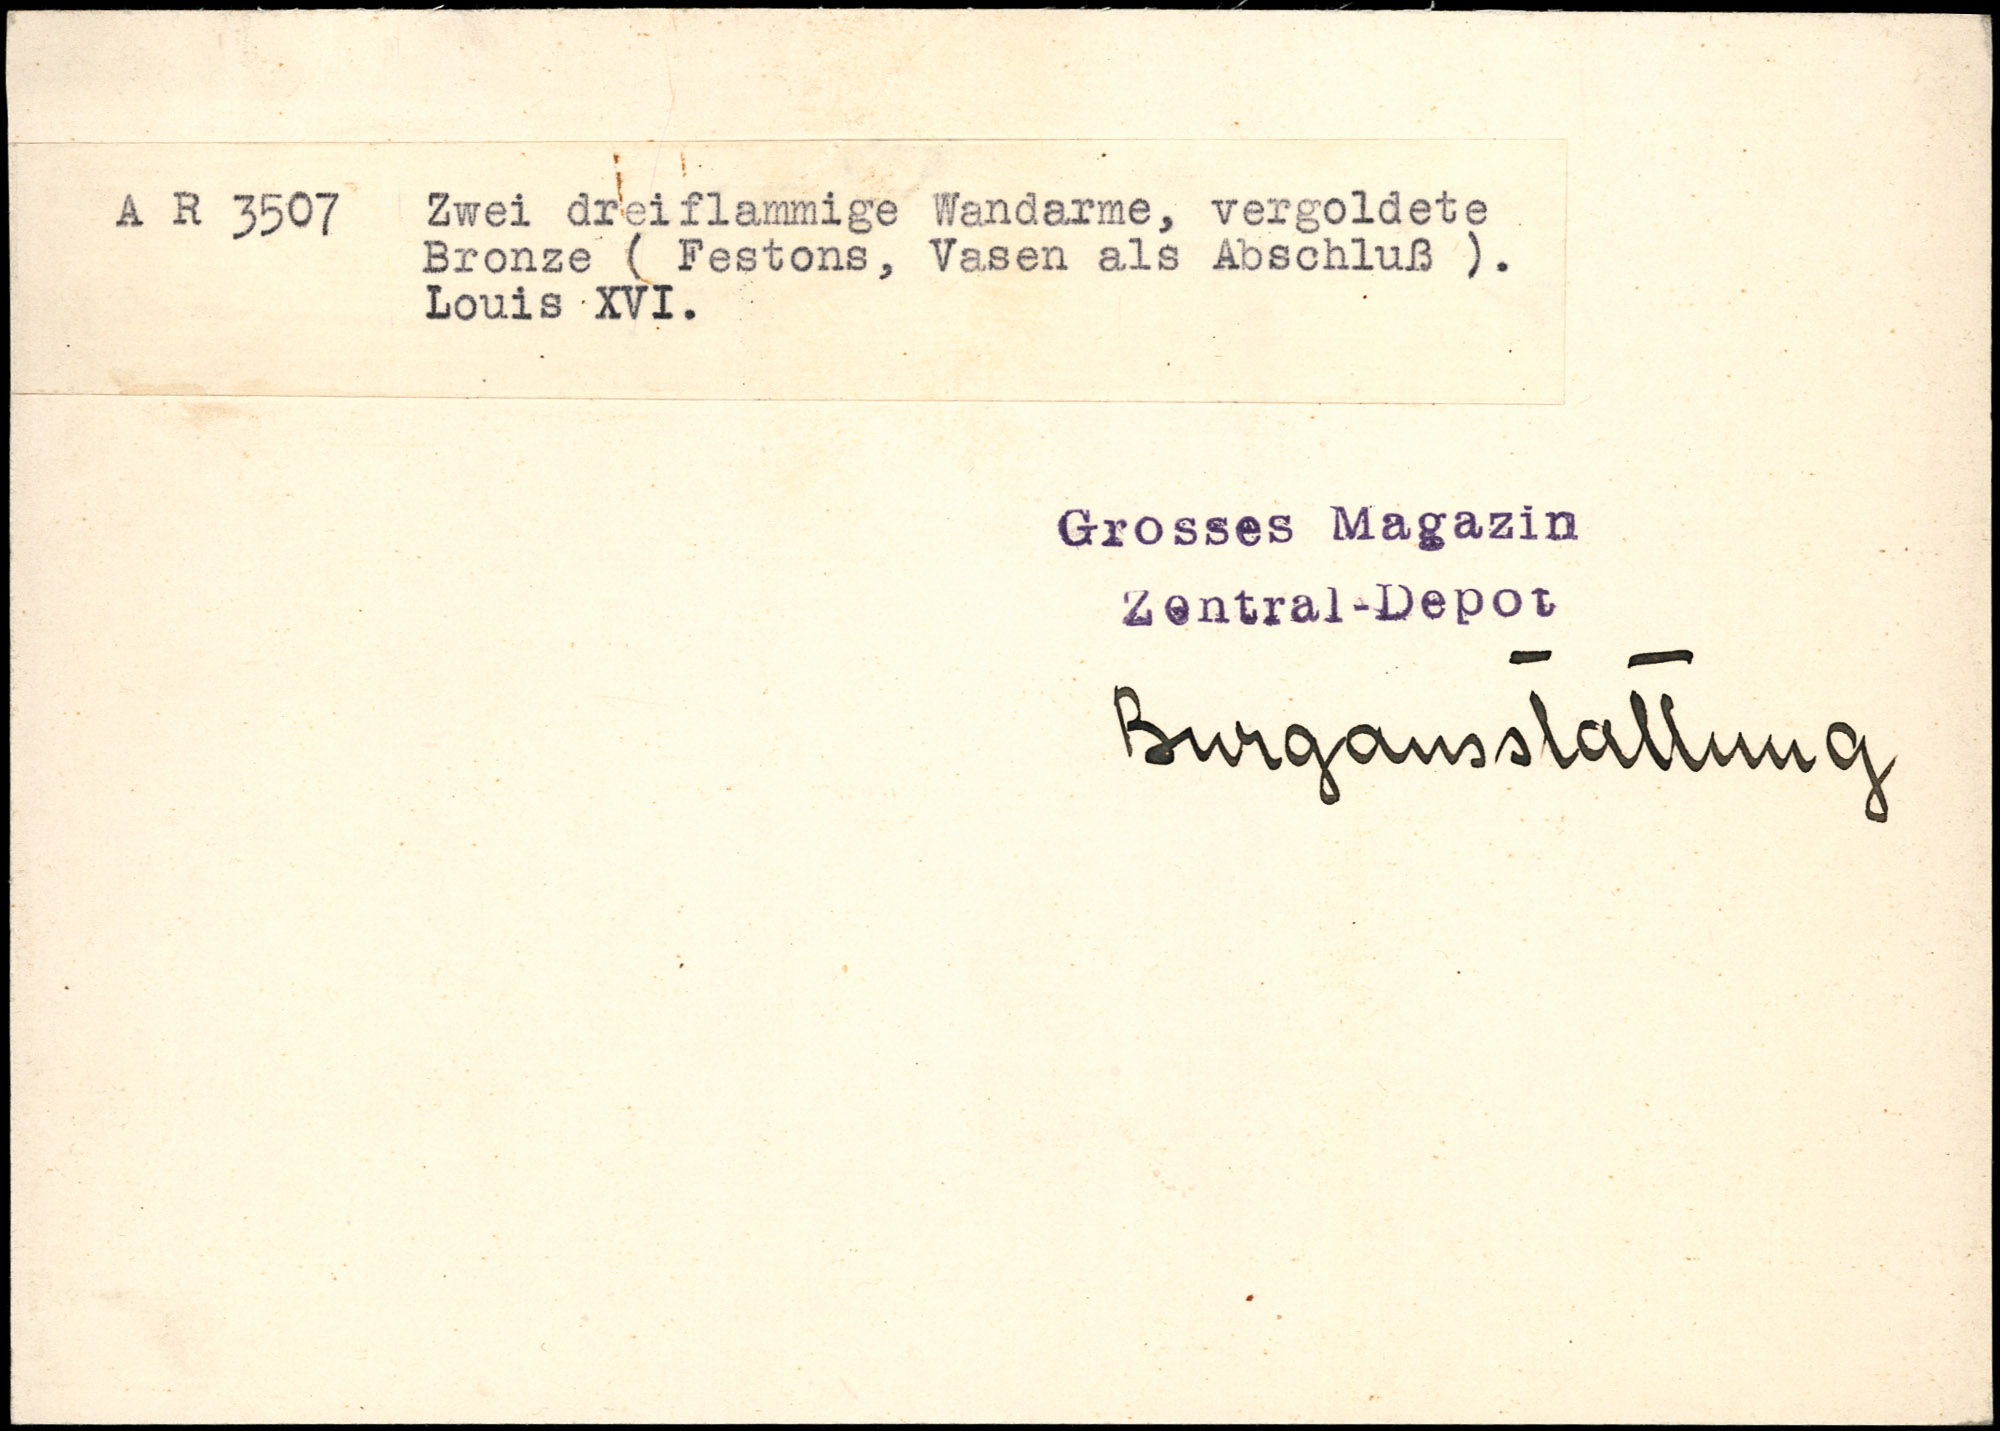 A R 3507 Zwei dreiflammige Wandarme, vergoldete
Bronze ( Festons, Vasen als Abschluß ).
Louis XVI.
Grosses Magazin
Zentral-Depot
Burgausstattung